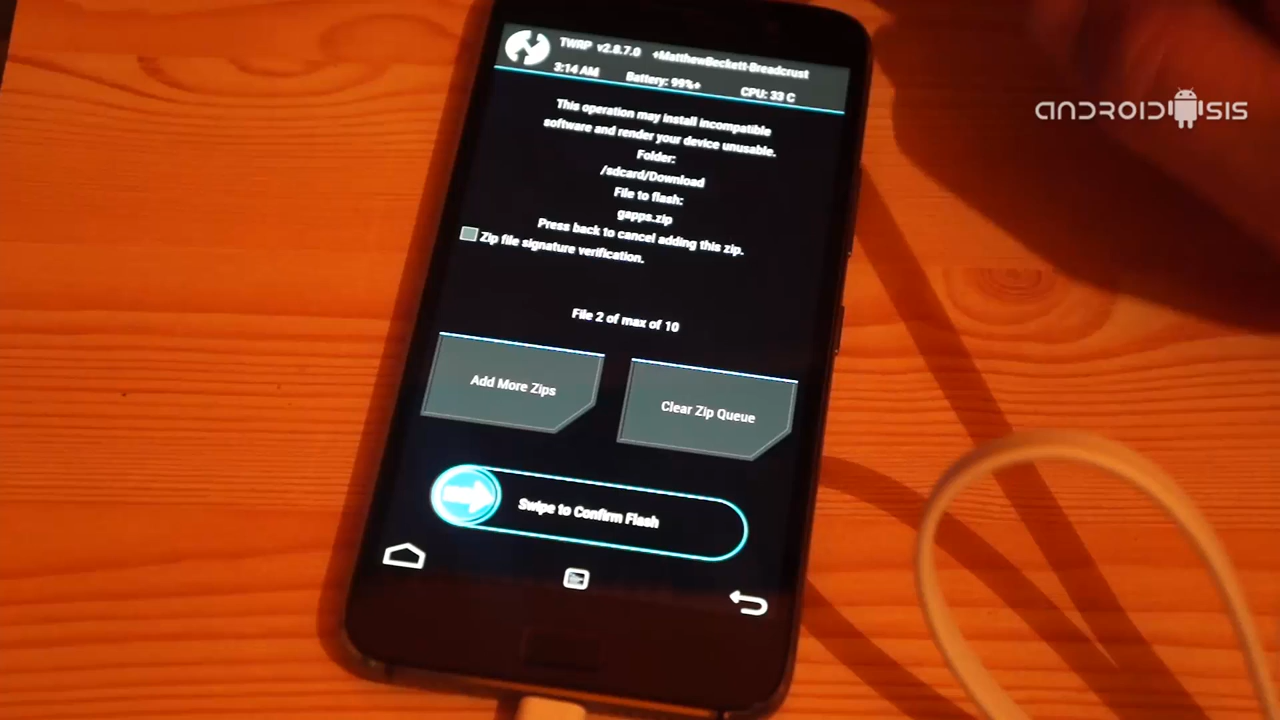 TWRP v2.8.7.0 +MatthewBeckett-Breadcrust
3:14 AM Battery: 99%+ CPU: 33 C
This operation may install incompatible
software and render your device unusable.
Folder:
/sdcard/Download
File to flash:
gapps.zip
Press back to cancel adding this zip.
Zip file signature verification.
File 2 of max of 10
Add More Zips
Clear Zip Queue
Swipe to Confirm Flash
ANDROIDSIS